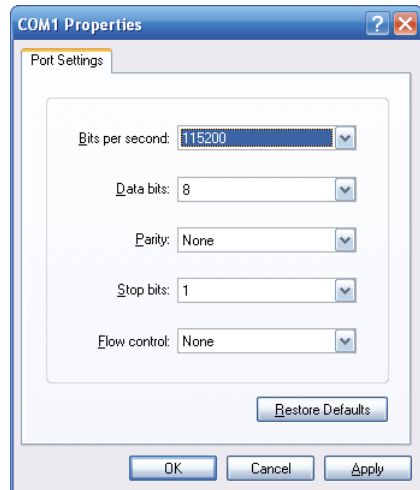 COM1 Properties
Port Settings
Bits per second: 115200
Data bits: 8
Parity: None
Stop bits: 1
Flow control: None
Restore Defaults
OK Cancel Apply